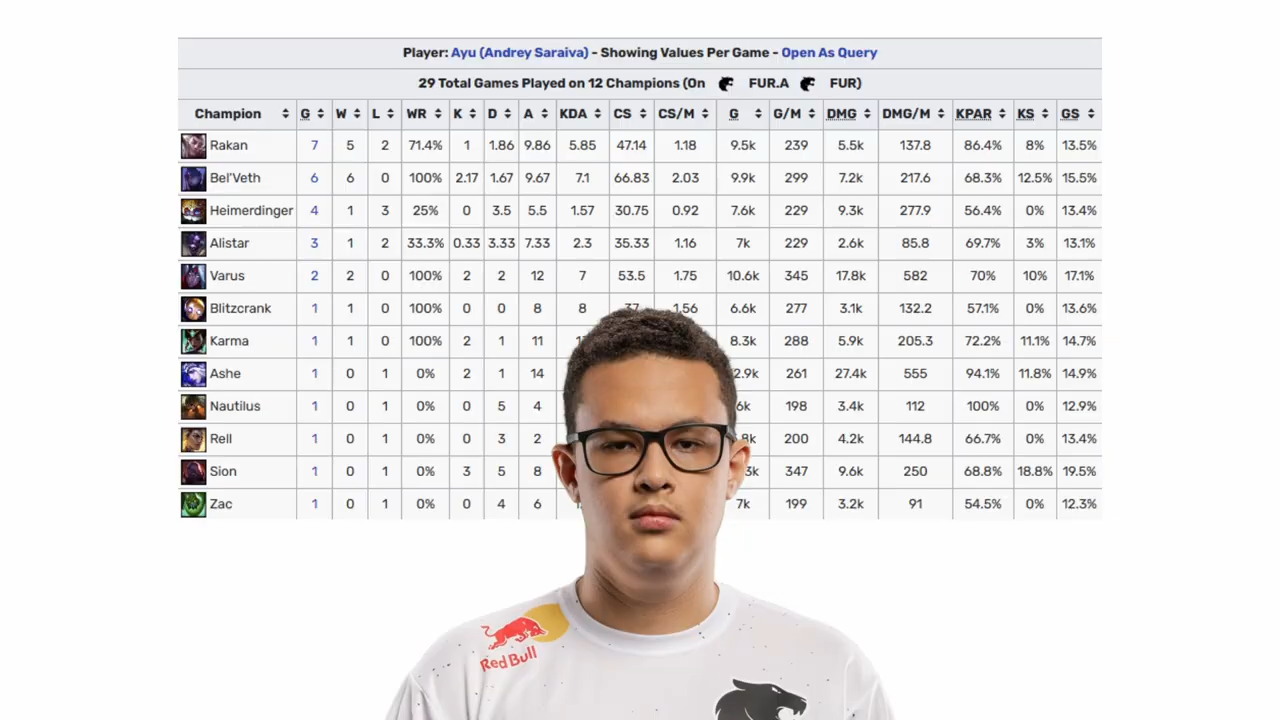 Player: Ayu (Andrey Saraiva) - Showing Values Per Game - Open As Query
29 Total Games Played on 12 Champions (On FUR.A FUR)
Champion G W L WR K D A KDA CS CS/M G G/M DMG DMG/M KPAR KS GS
Rakan 7 5 2 71.4% 1 1.86 9.86 5.85 47.14 1.18 9.5k 239 5.5k 137.8 86.4% 8% 13.5%
Bel'Veth 6 6 0 100% 2.17 1.67 9.67 7.1 66.83 2.03 9.9k 299 7.2k 217.6 68.3% 12.5% 15.5%
Heimerdinger 4 1 3 25% 0 3.5 5.5 1.57 30.75 0.92 7.6k 229 9.3k 277.9 56.4% 0% 13.4%
Alistar 3 1 2 33.3% 0.33 3.33 7.33 2.3 35.33 1.16 7k 229 2.6k 85.8 69.7% 3% 13.1%
Varus 2 2 0 100% 2 2 12 7 53.5 1.75 10.6k 345 17.8k 582 70% 10% 17.1%
Blitzcrank 1 1 0 100% 0 0 8 8 37 1.56 6.6k 277 3.1k 132.2 57.1% 0% 13.6%
Karma 1 1 0 100% 2 1 11 8.3k 288 5.9k 205.3 72.2% 11.1% 14.7%
Ashe 1 0 1 0% 2 1 14 261 27.4k 555 94.1% 11.8% 14.9%
Nautilus 1 0 1 0% 0 5 4 198 3.4k 112 100% 0% 12.9%
Rell 1 0 1 0% 0 3 2 200 4.2k 144.8 66.7% 0% 13.4%
Sion 1 0 1 0% 3 5 8 347 9.6k 250 68.8% 18.8% 19.5%
Zac 1 0 1 0% 0 4 6 7k 199 3.2k 91 54.5% 0% 12.3%
Red Bull